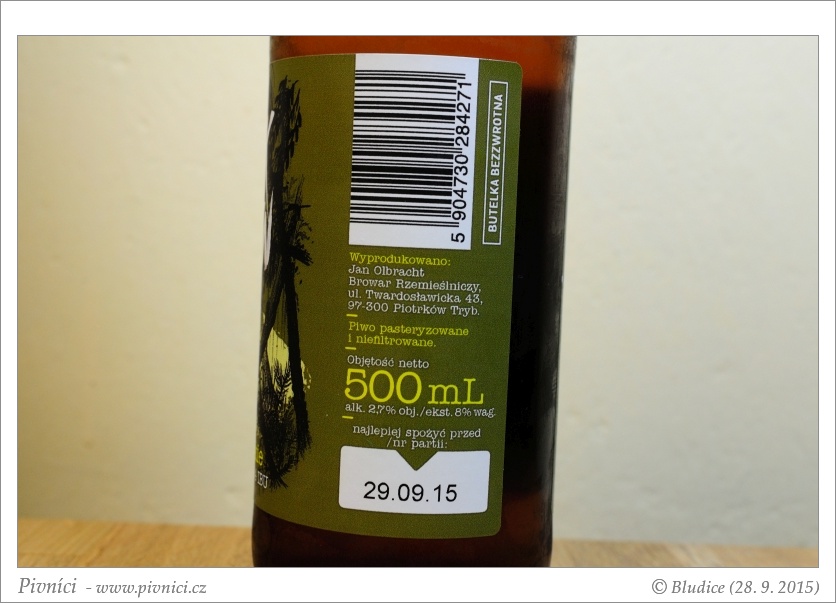 5 904730 284271
BUTELKA BEZZWROTNA
Wyprodukowano:
Jan Olbracht
Browar Rzemieślniczy,
ul. Twardosławicka 43,
97-300 Piotrków Tryb.
Piwo pasteryzowane
i niefiltrowane.
Objętość netto
500 mL
alk. 2,7% obj./ekst. 8% wag.
najlepiej spożyć przed
/nr partii:
29.09.15
IBU
Pivníci - www.pivnici.cz
© Bludice (28. 9. 2015)